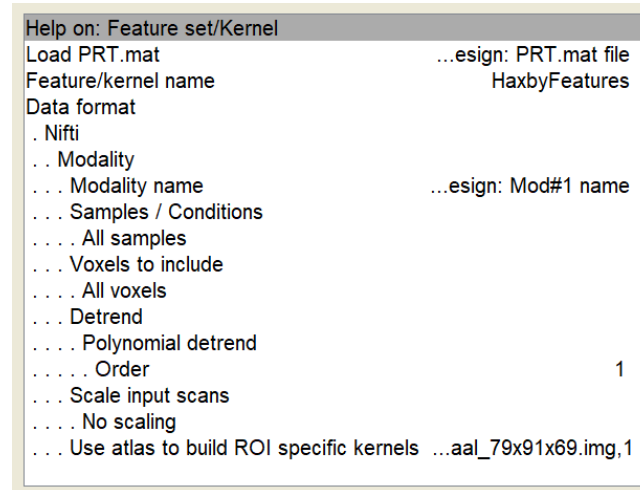 Help on: Feature set/Kernel
Load PRT.mat ...esign: PRT.mat file
Feature/kernel name HaxbyFeatures
Data format
. Nifti
. . Modality
. . . Modality name ...esign: Mod#1 name
. . . Samples / Conditions
. . . . All samples
. . . Voxels to include
. . . . All voxels
. . . Detrend
. . . . Polynomial detrend
. . . . . Order 1
. . . Scale input scans
. . . . No scaling
. . . Use atlas to build ROI specific kernels ...aal_79x91x69.img,1